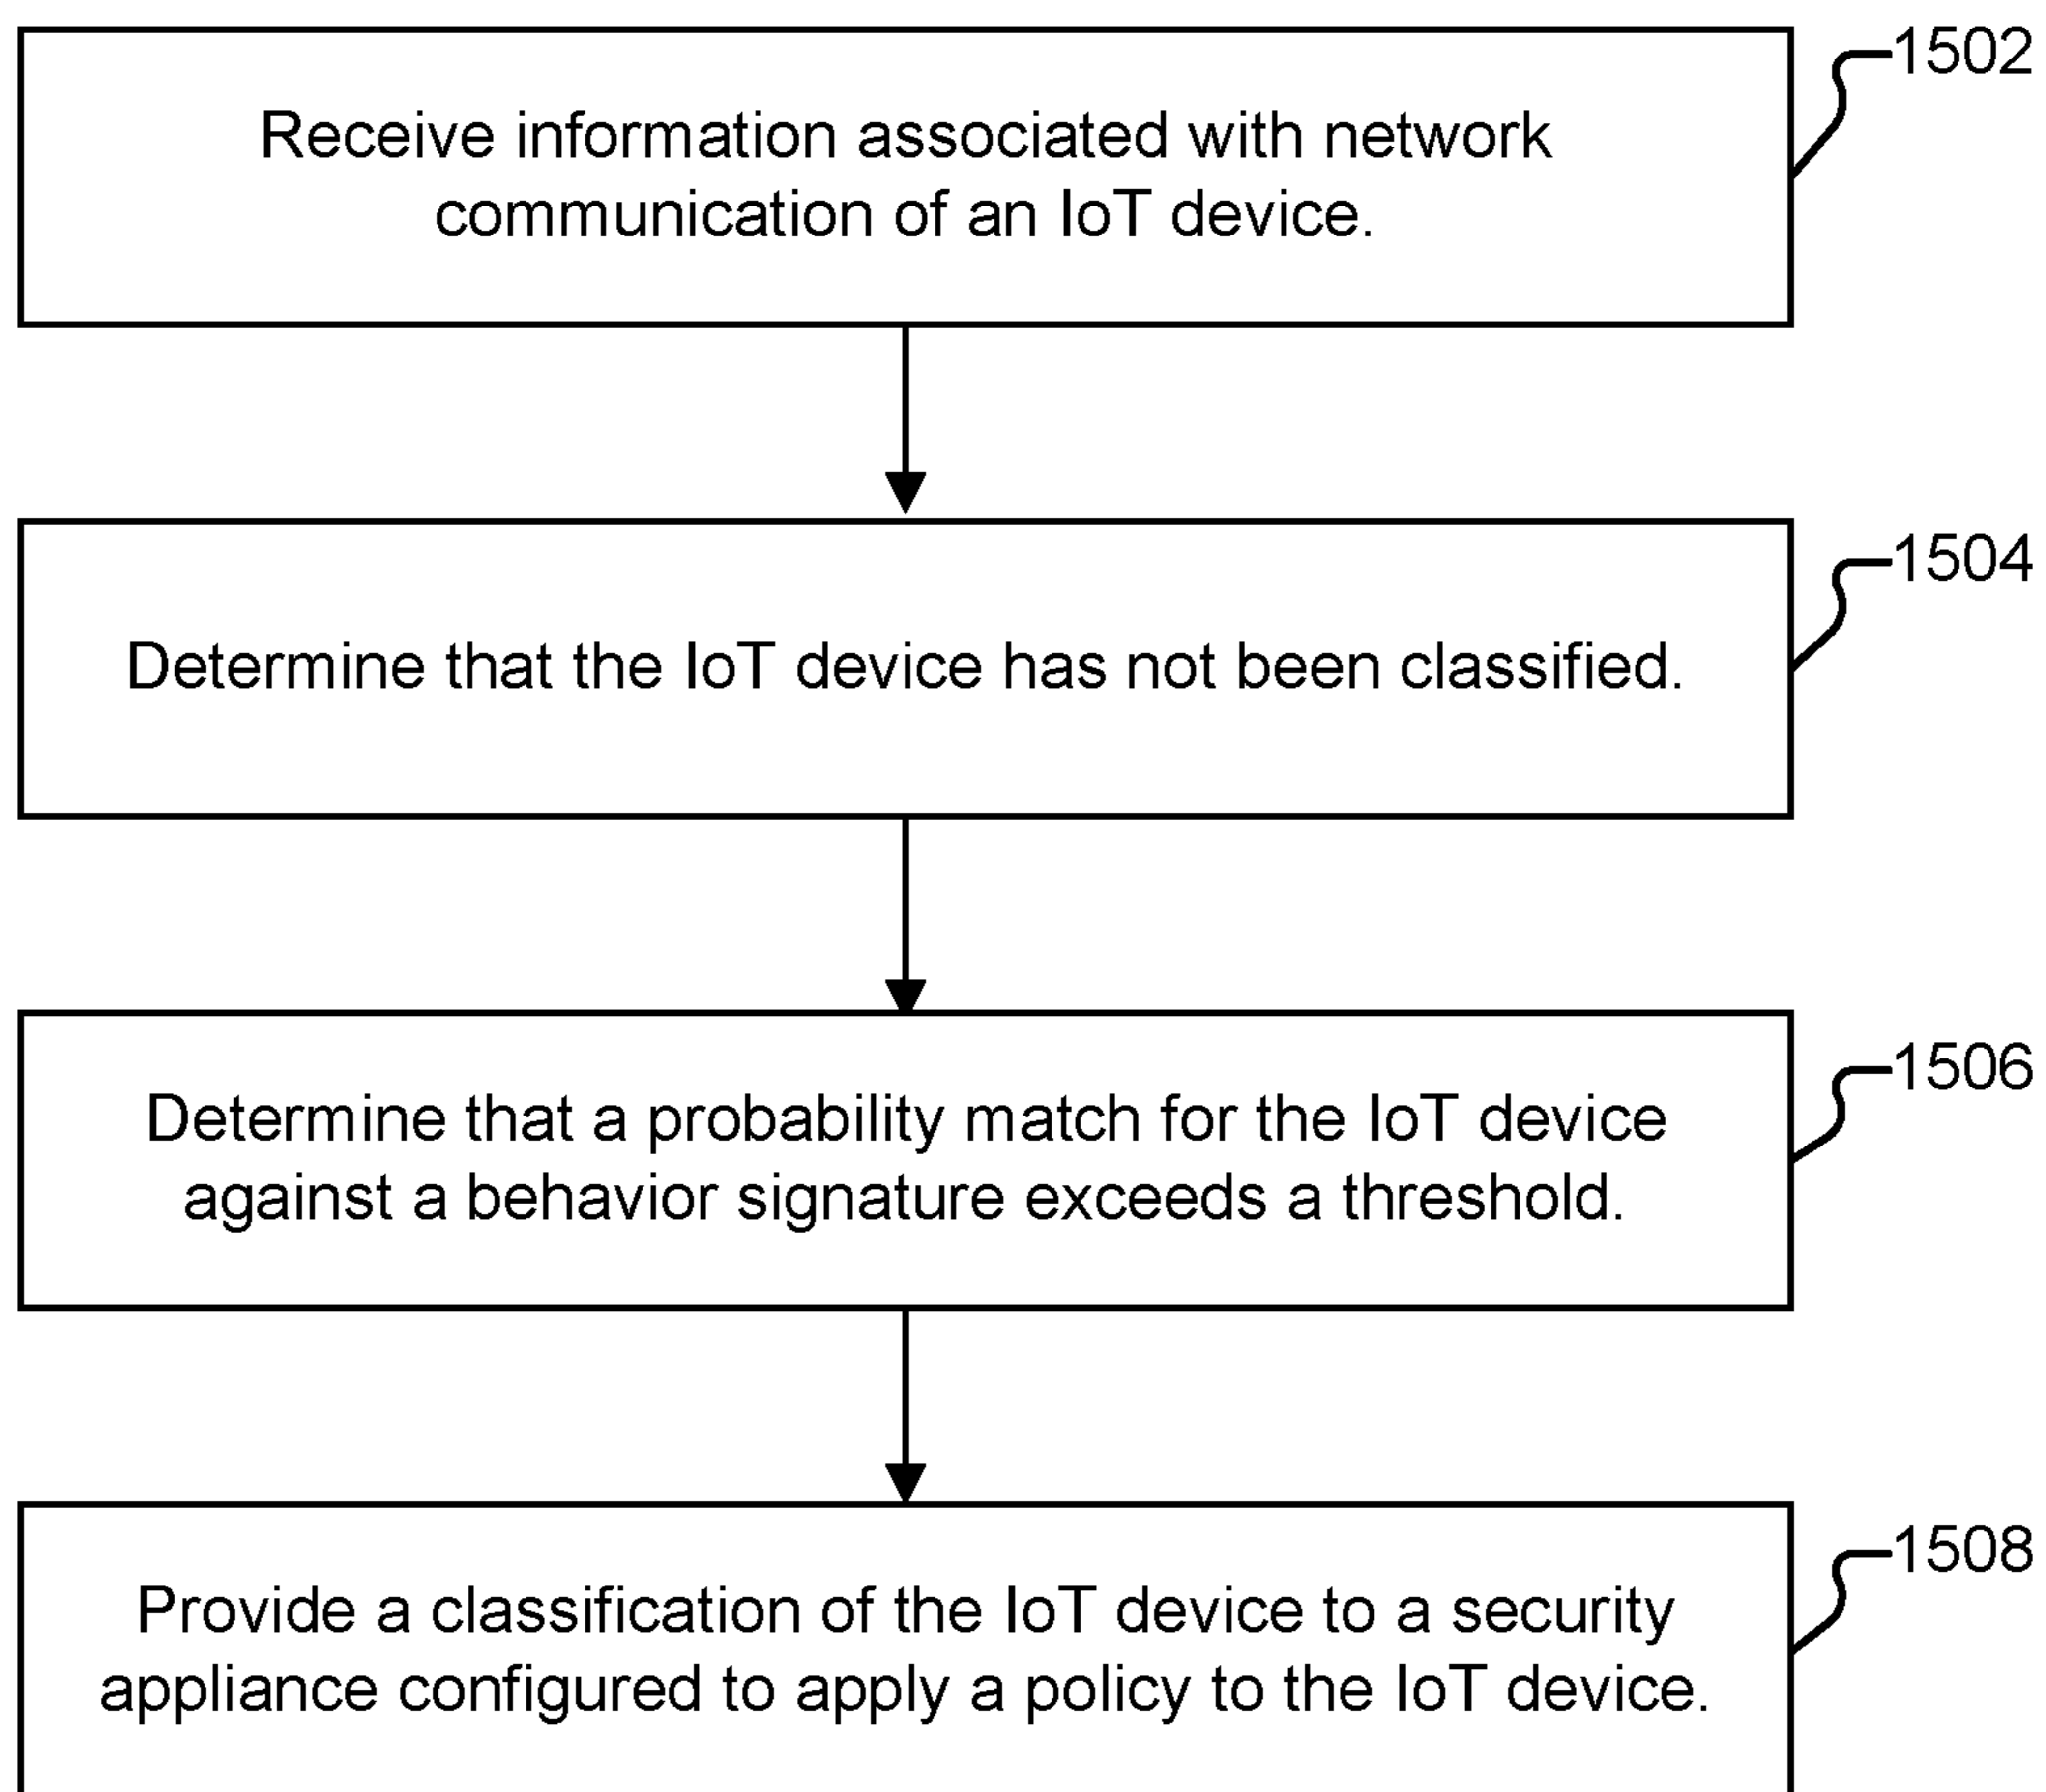 1502
Receive information associated with network
communication of an IoT device.
1504
Determine that the IoT device has not been classified.
1506
Determine that a probability match for the IoT device
against a behavior signature exceeds a threshold.
1508
Provide a classification of the IoT device to a security
appliance configured to apply a policy to the IoT device.